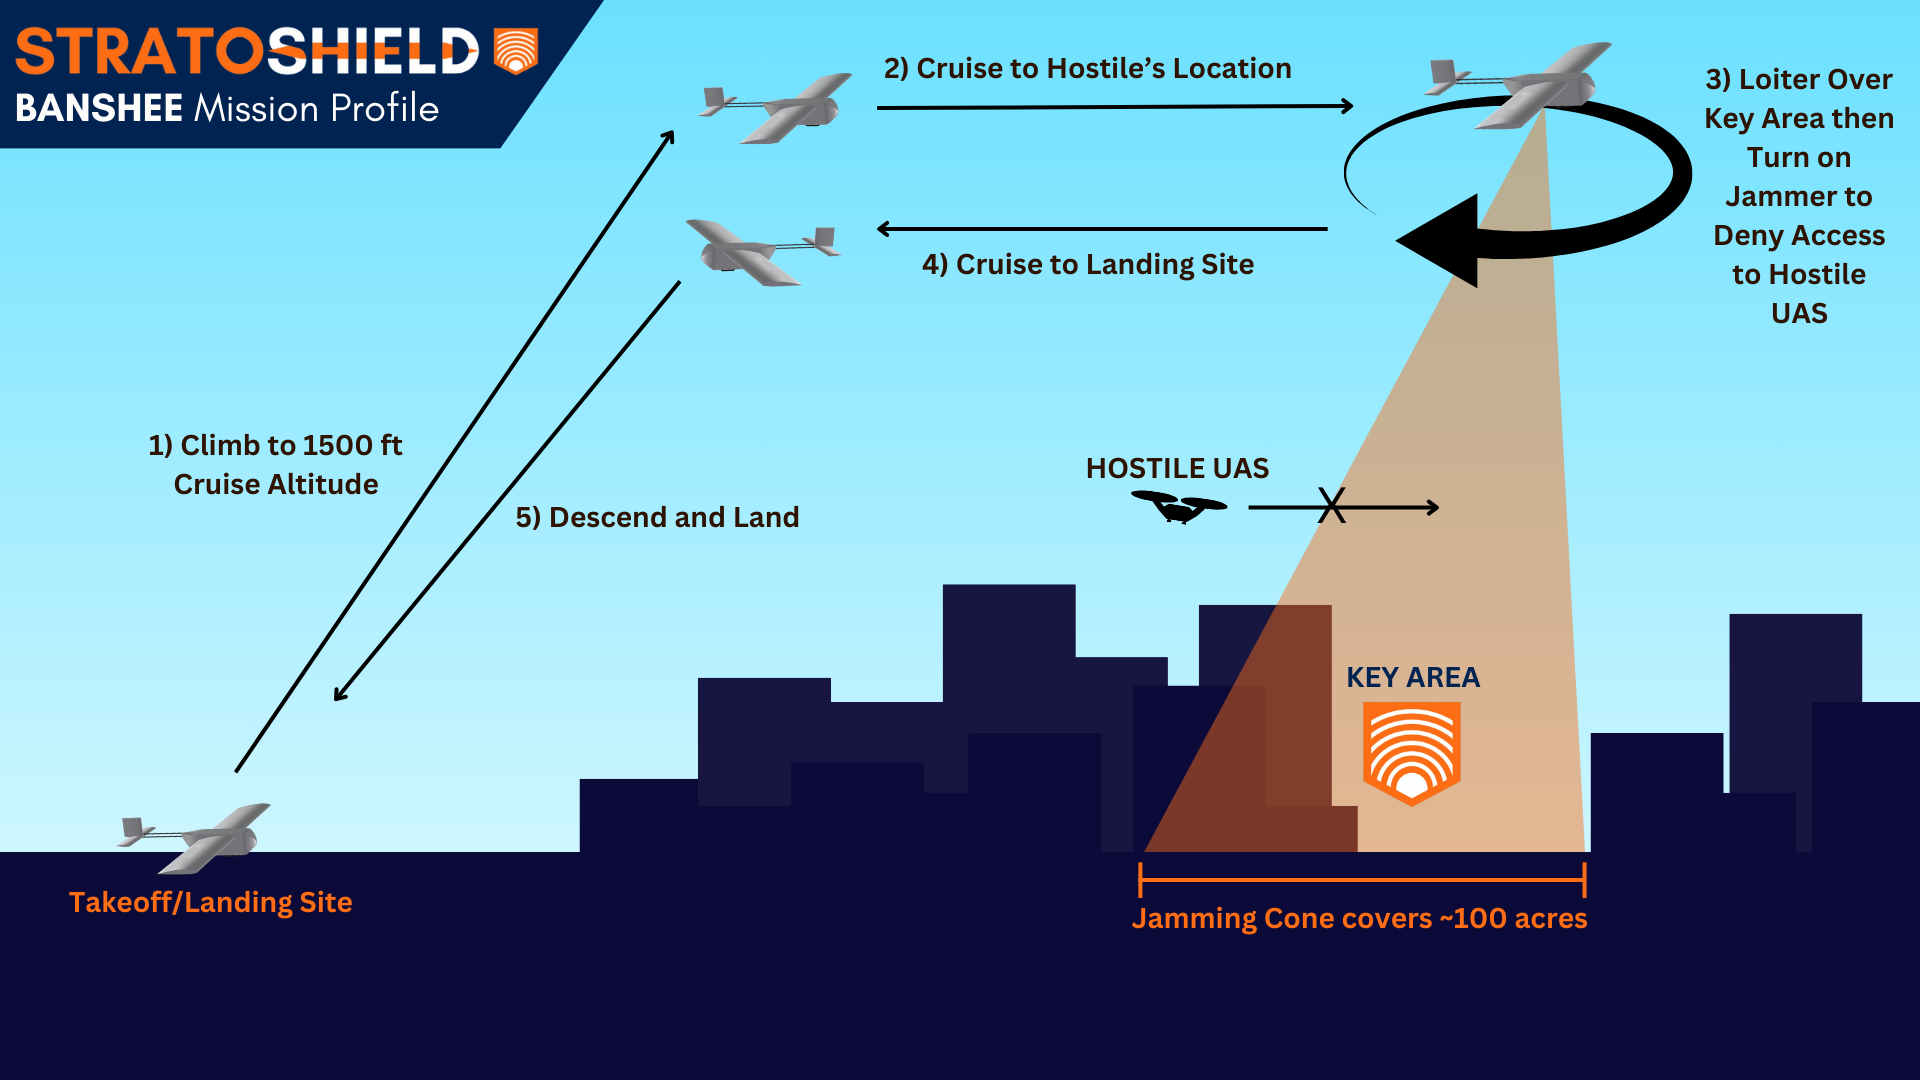 STRATOSHIELD
BANSHEE Mission Profile
2) Cruise to Hostile’s Location
3) Loiter Over
Key Area then
Turn on
Jammer to
Deny Access
to Hostile
UAS
4) Cruise to Landing Site
1) Climb to 1500 ft
Cruise Altitude
5) Descend and Land
HOSTILE UAS
X
KEY AREA
Takeoff/Landing Site
Jamming Cone covers ~100 acres